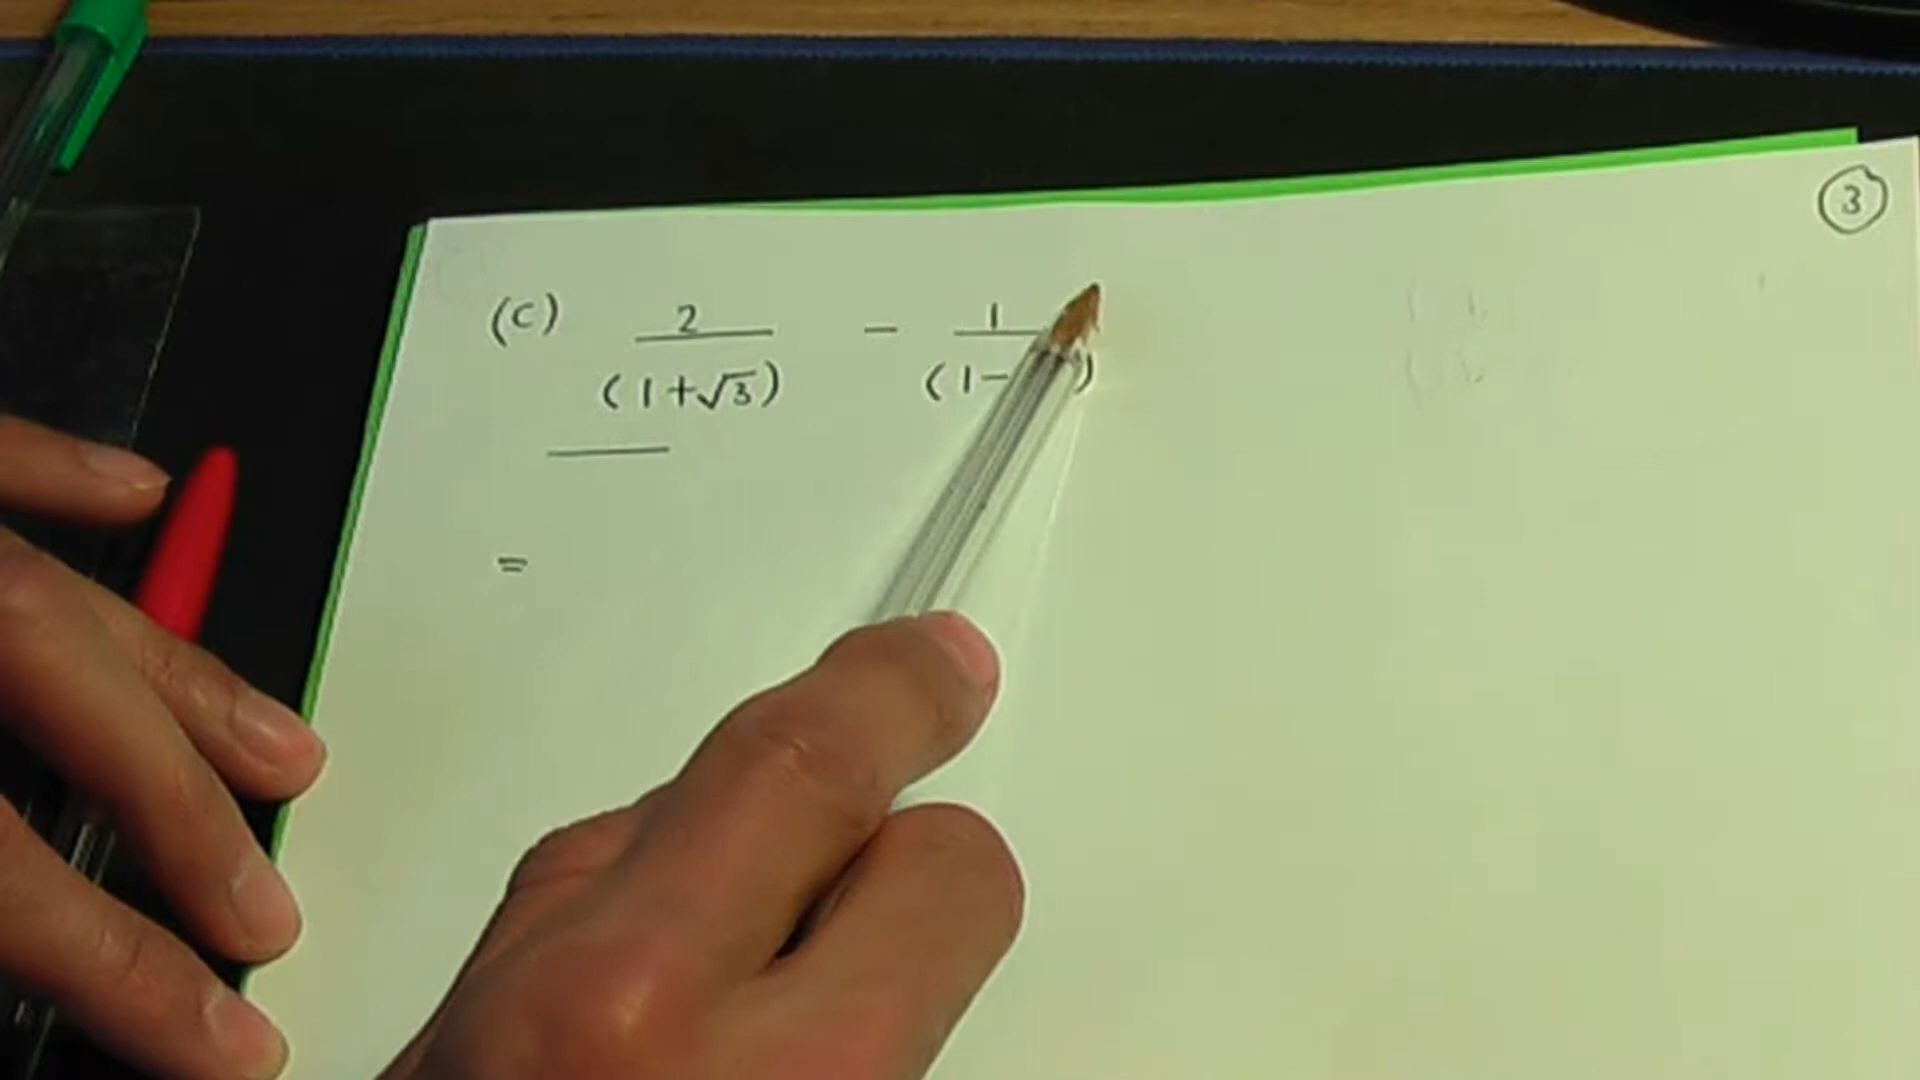 3
(c) 2 - 1
(1+√3) (1- )
=